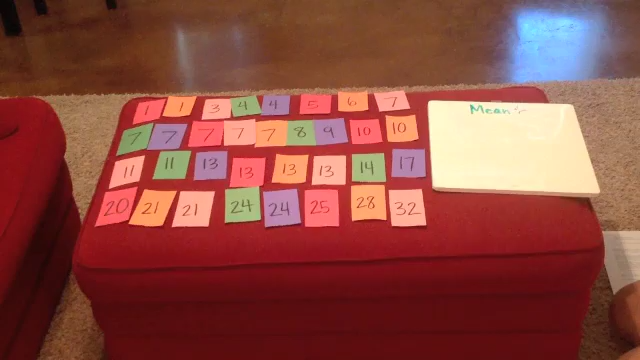 1 1 3 4 4 5 6 7
7 7 7 7 7 8 9 10 10
11 11 13 13 13 13 14 17
20 21 21 24 24 25 28 32
Mean: